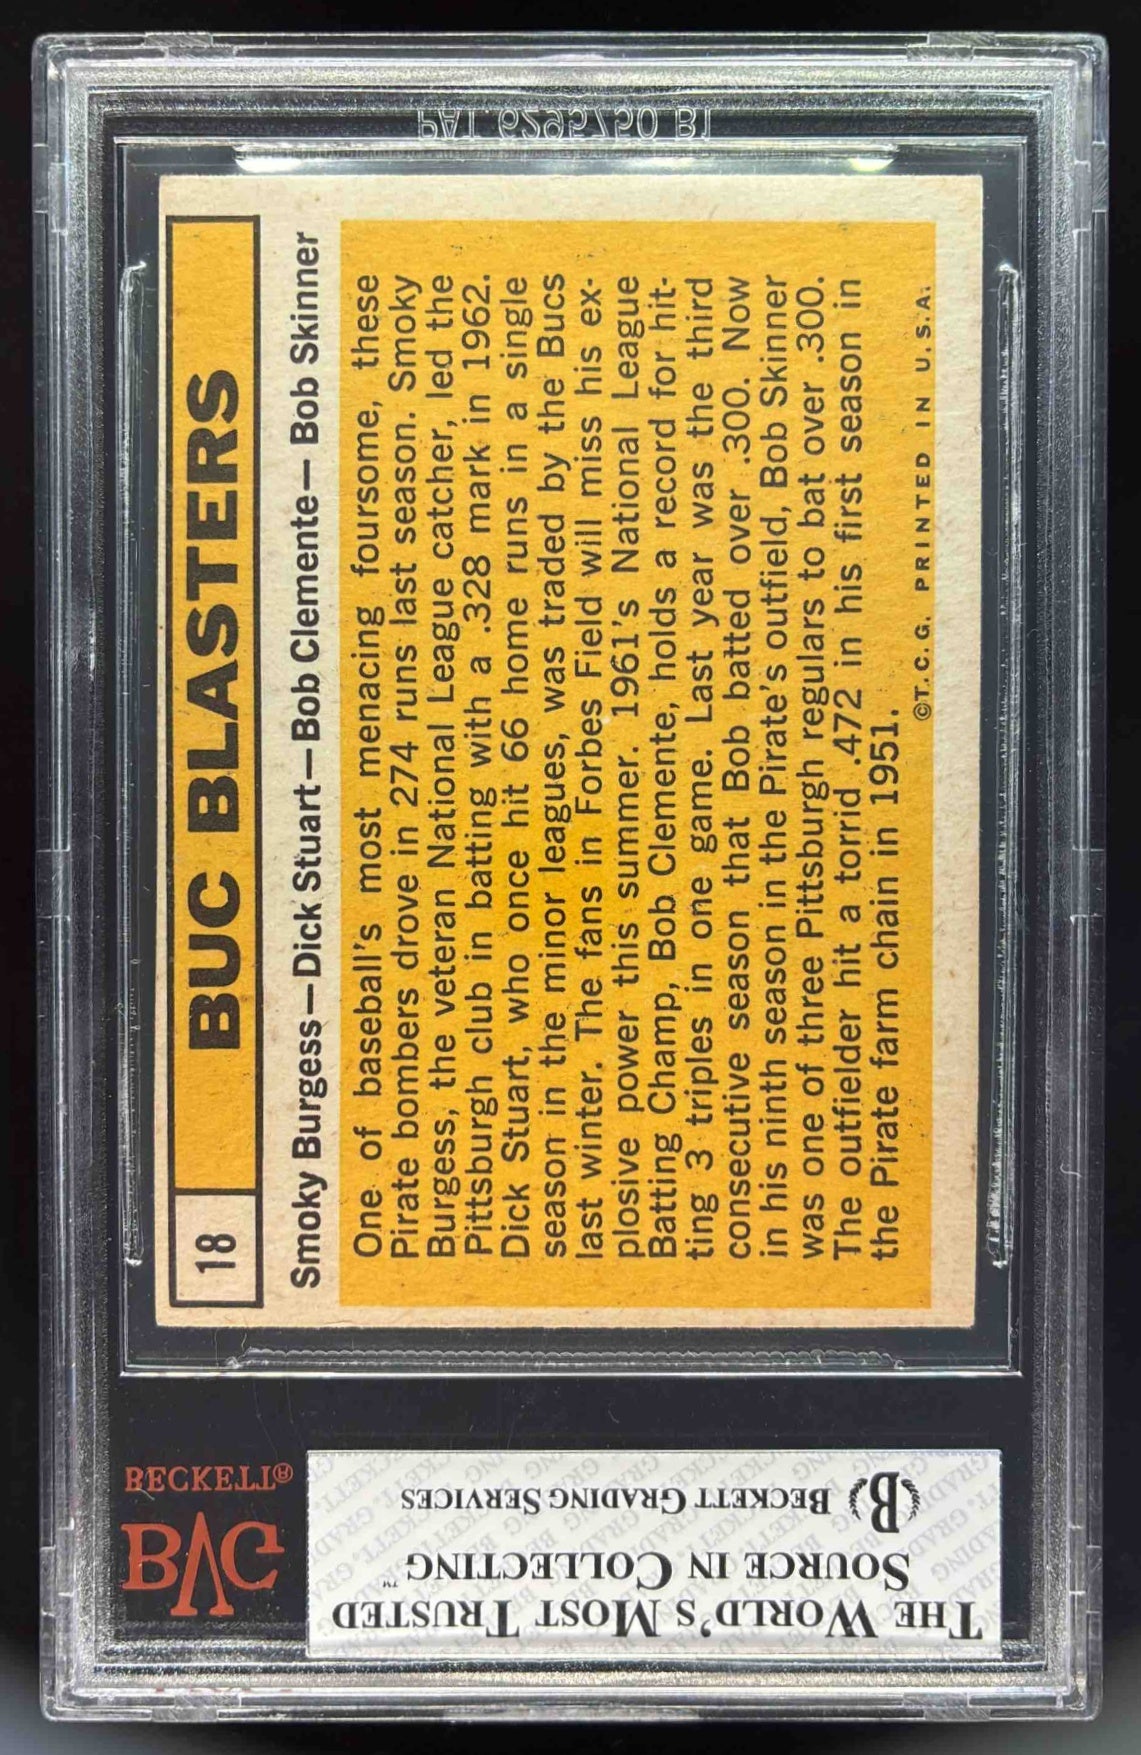 PAT. 6295750 B1
18
BUC BLASTERS
Smoky Burgess—Dick Stuart—Bob Clemente—Bob Skinner
One of baseball's most menacing foursome, these
Pirate bombers drove in 274 runs last season. Smoky
Burgess, the veteran National League catcher, led the
Pittsburgh club in batting with a .328 mark in 1962.
Dick Stuart, who once hit 66 home runs in a single
season in the minor leagues, was traded by the Bucs
last winter. The fans in Forbes Field will miss his ex-
plosive power this summer. 1961's National League
Batting Champ, Bob Clemente, holds a record for hit-
ting 3 triples in one game. Last year was the third
consecutive season that Bob batted over .300. Now
in his ninth season in the Pirate's outfield, Bob Skinner
was one of three Pittsburgh regulars to bat over .300.
The outfielder hit a torrid .472 in his first season in
the Pirate farm chain in 1951.
©T.C.G. PRINTED IN U.S.A.
THE WORLD'S MOST TRUSTED
SOURCE IN COLLECTING™
B BECKETT GRADING SERVICES
BVG
BECKETT®